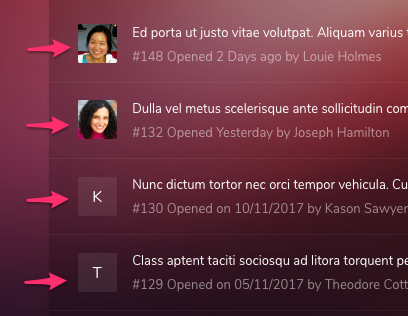 Ed porta ut justo vitae volutpat. Aliquam varius
#148 Opened 2 Days ago by Louie Holmes
Dulla vel metus scelerisque ante sollicitudin com
#132 Opened Yesterday by Joseph Hamilton
K
Nunc dictum tortor nec orci tempor vehicula. Cu
#130 Opened on 10/11/2017 by Kason Sawyer
T
Class aptent taciti sociosqu ad litora torquent pe
#129 Opened on 05/11/2017 by Theodore Cott